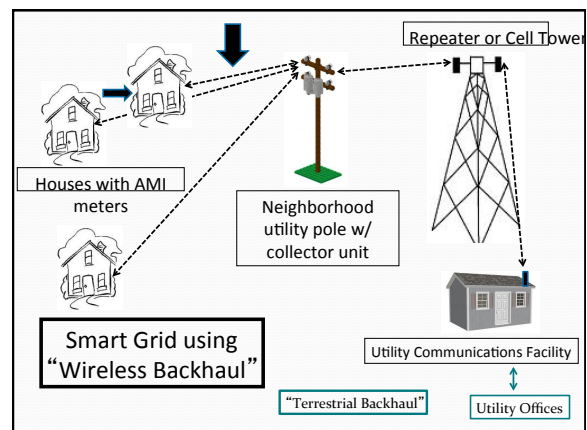 Repeater or Cell Tower
Houses with AMI
meters
Neighborhood
utility pole w/
collector unit
Smart Grid using
“Wireless Backhaul”
Utility Communications Facility
“Terrestrial Backhaul”
Utility Offices